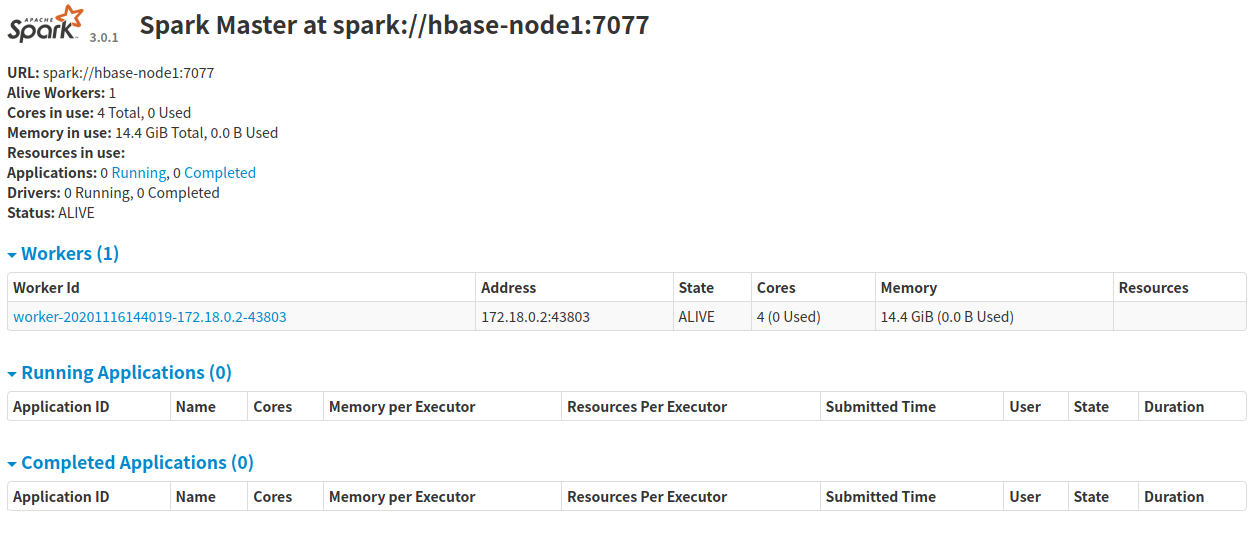 APACHE Spark 3.0.1 Spark Master at spark://hbase-node1:7077
URL: spark://hbase-node1:7077
Alive Workers: 1
Cores in use: 4 Total, 0 Used
Memory in use: 14.4 GiB Total, 0.0 B Used
Resources in use:
Applications: 0 Running, 0 Completed
Drivers: 0 Running, 0 Completed
Status: ALIVE
Workers (1)
Worker Id Address State Cores Memory Resources
worker-20201116144019-172.18.0.2-43803 172.18.0.2:43803 ALIVE 4 (0 Used) 14.4 GiB (0.0 B Used)
Running Applications (0)
Application ID Name Cores Memory per Executor Resources Per Executor Submitted Time User State Duration
Completed Applications (0)
Application ID Name Cores Memory per Executor Resources Per Executor Submitted Time User State Duration